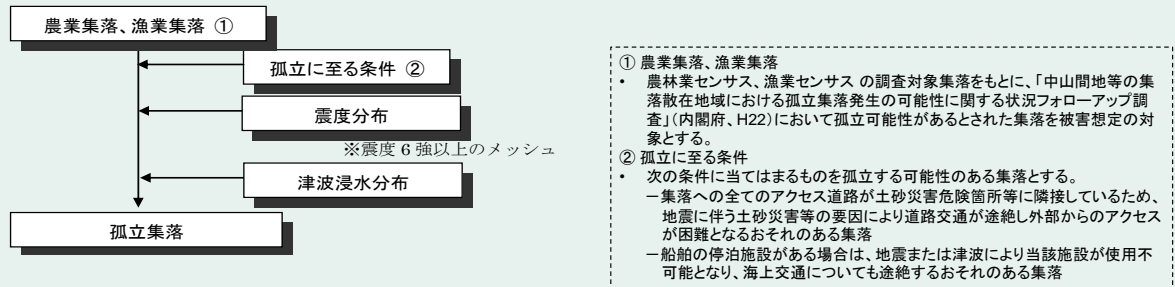 農業集落、漁業集落 ①
孤立に至る条件 ②
震度分布
※震度 6 強以上のメッシュ
津波浸水分布
孤立集落
① 農業集落、漁業集落
・ 農林業センサス、漁業センサス の調査対象集落をもとに、「中山間地等の集
落散在地域における孤立集落発生の可能性に関する状況フォローアップ調
査」(内閣府、H22)において孤立可能性があるとされた集落を被害想定の対
象とする。
② 孤立に至る条件
・ 次の条件に当てはまるものを孤立する可能性のある集落とする。
－集落への全てのアクセス道路が土砂災害危険箇所等に隣接しているため、
地震に伴う土砂災害等の要因により道路交通が途絶し外部からのアクセス
が困難となるおそれのある集落
－船舶の停泊施設がある場合は、地震または津波により当該施設が使用不
可能となり、海上交通についても途絶するおそれのある集落